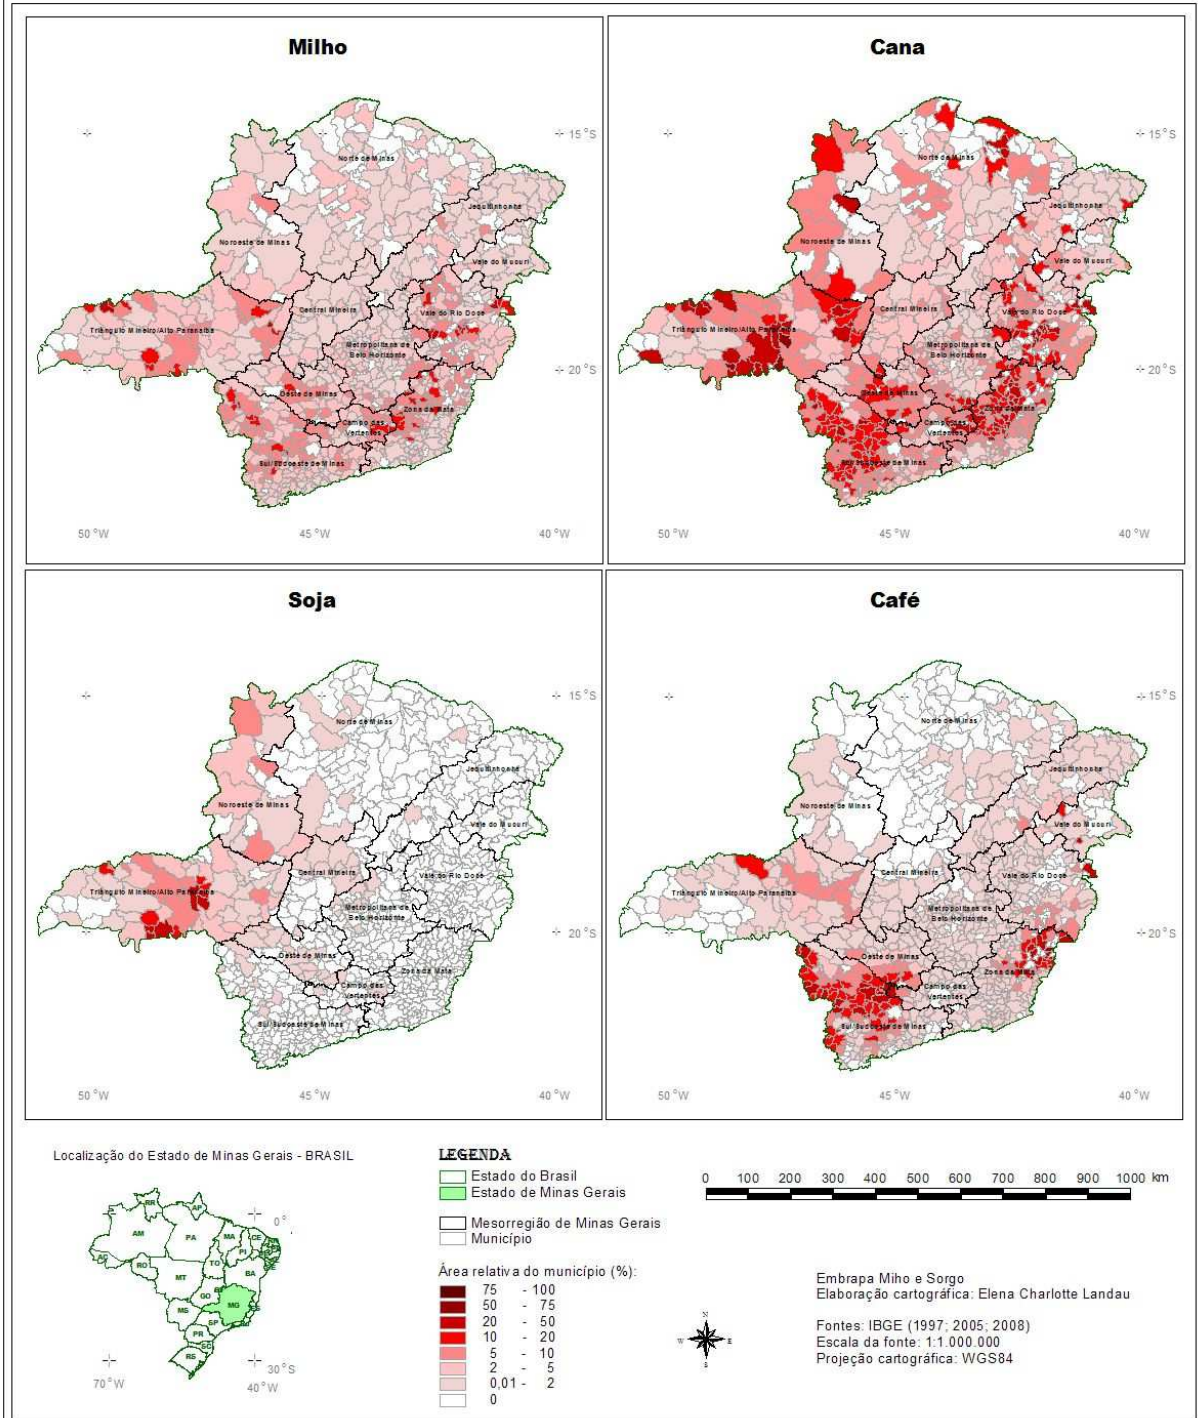 Milho
15°S
Norte de Minas
Jequitinhonha
Noroeste de Minas
Vale do Mucuri
Central Mineira
Vale do Rio Doce
Triângulo Mineiro/Alto Paranaíba
Metropolitana de
Belo Horizonte
20°S
Oeste de Minas
Zona da Mata
Campo das
Vertentes
Sul/Sudoeste de Minas
50°W
45°W
40°W
Cana
15°S
Norte de Minas
Jequitinhonha
Noroeste de Minas
Vale do Mucuri
Central Mineira
Vale do Rio Doce
Triângulo Mineiro/Alto Paranaíba
Metropolitana de
Belo Horizonte
20°S
Oeste de Minas
Zona da Mata
Campo das
Vertentes
Sul/Sudoeste de Minas
50°W
45°W
40°W
Soja
15°S
Norte de Minas
Jequitinhonha
Noroeste de Minas
Vale do Mucuri
Central Mineira
Vale do Rio Doce
Triângulo Mineiro/Alto Paranaíba
Metropolitana de
Belo Horizonte
20°S
Oeste de Minas
Zona da Mata
Campo das
Vertentes
Sul/Sudoeste de Minas
50°W
45°W
40°W
Café
15°S
Norte de Minas
Jequitinhonha
Noroeste de Minas
Vale do Mucuri
Central Mineira
Vale do Rio Doce
Triângulo Mineiro/Alto Paranaíba
Metropolitana de
Belo Horizonte
20°S
Oeste de Minas
Zona da Mata
Campo das
Vertentes
Sul/Sudoeste de Minas
50°W
45°W
40°W
Localização do Estado de Minas Gerais - BRASIL
RR
AP
0°
AM
PA
MA
CE
PI
AC
RO
TO
MT
BA
GO
MG
ES
MS
SP
PR
SC
RS
70°W
40°W
30°S
LEGENDA
Estado do Brasil
Estado de Minas Gerais
Mesorregião de Minas Gerais
Município
Área relativa do município (%):
75 - 100
50 - 75
20 - 50
10 - 20
5 - 10
2 - 5
0,01 - 2
0
0 100 200 300 400 500 600 700 800 900 1000 km
N
W E
S
Embrapa Miho e Sorgo
Elaboração cartográfica: Elena Charlotte Landau
Fontes: IBGE (1997; 2005; 2008)
Escala da fonte: 1:1.000.000
Projeção cartográfica: WGS84